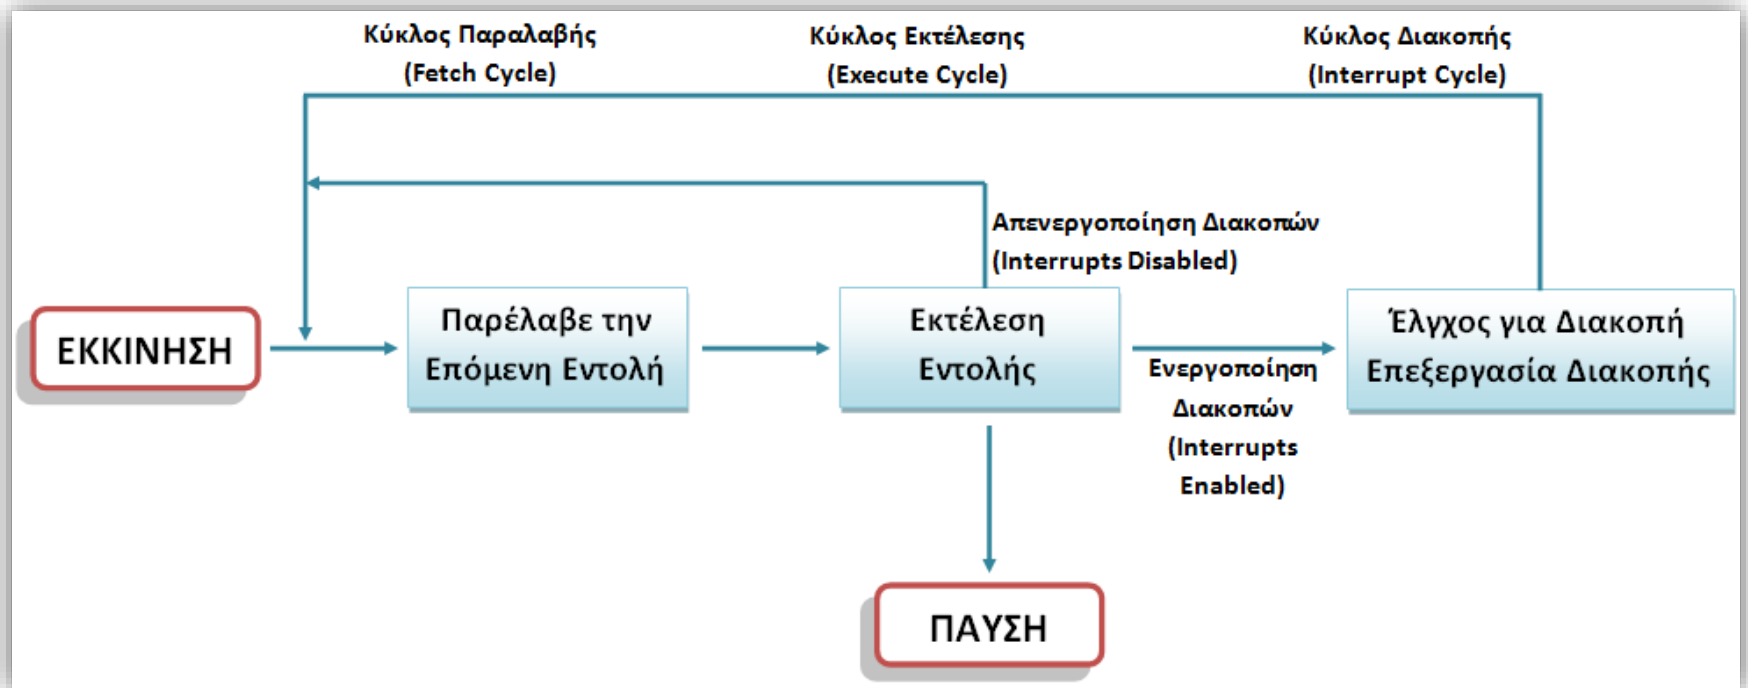 Κύκλος Παραλαβής
(Fetch Cycle)
Κύκλος Εκτέλεσης
(Execute Cycle)
Κύκλος Διακοπής
(Interrupt Cycle)
Απενεργοποίηση Διακοπών
(Interrupts Disabled)
ΕΚΚΙΝΗΣΗ
Παρέλαβε την
Επόμενη Εντολή
Εκτέλεση
Εντολής
Ενεργοποίηση
Διακοπών
(Interrupts
Enabled)
Έλγχος για Διακοπή
Επεξεργασία Διακοπής
ΠΑΥΣΗ